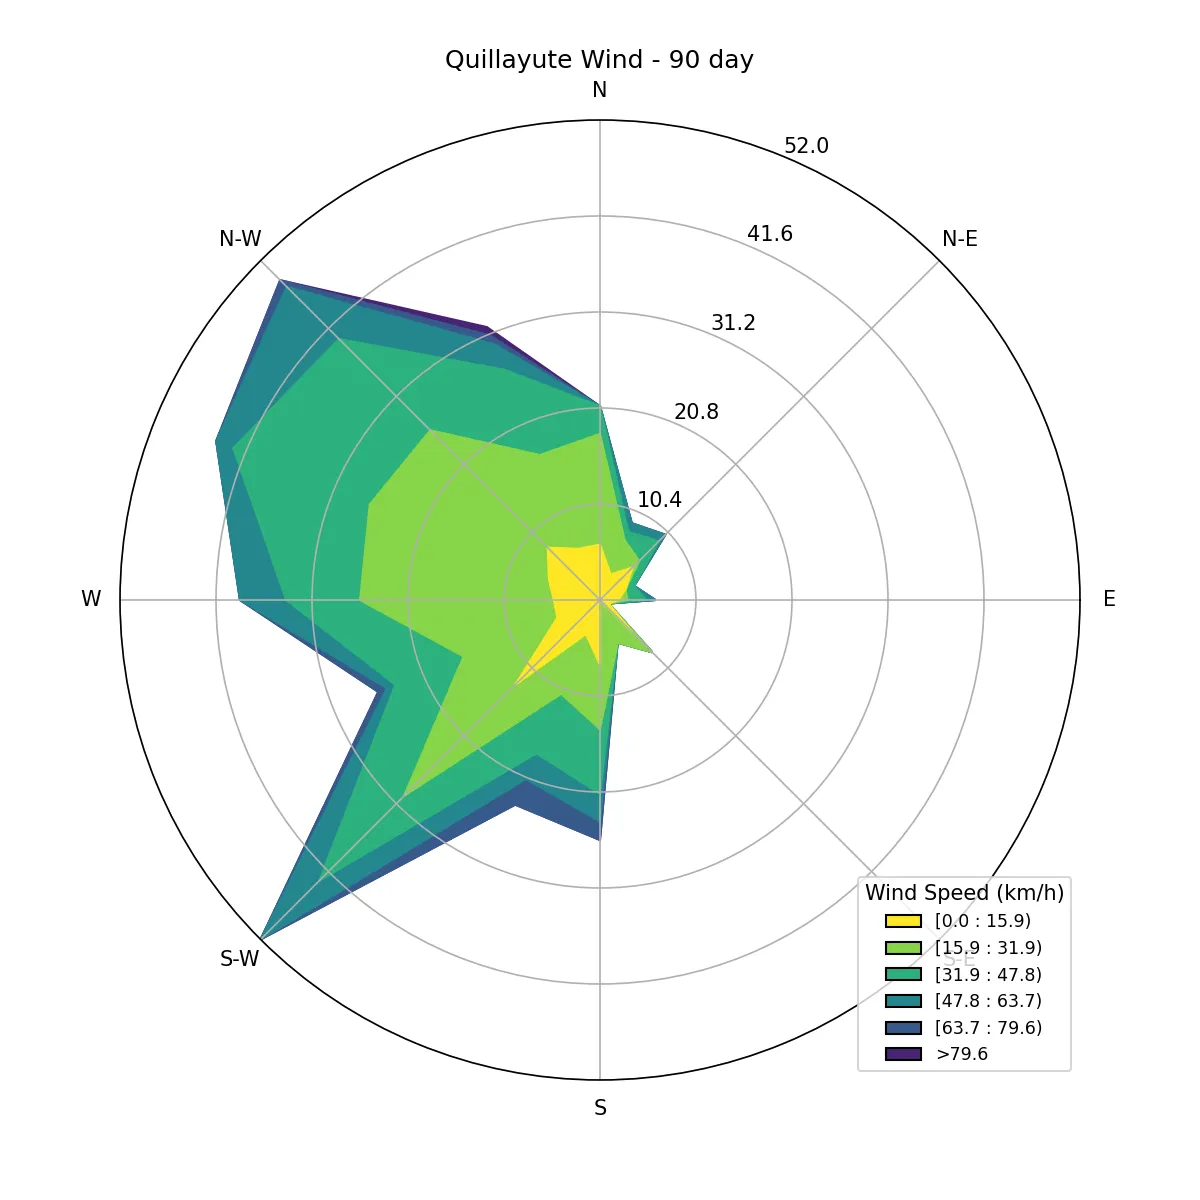 Quillayute Wind - 90 day
N
52.0
N-W
41.6
N-E
31.2
20.8
10.4
W
E
S-W
S-E
Wind Speed (km/h)
[0.0 : 15.9)
[15.9 : 31.9)
[31.9 : 47.8)
[47.8 : 63.7)
[63.7 : 79.6)
>79.6
S